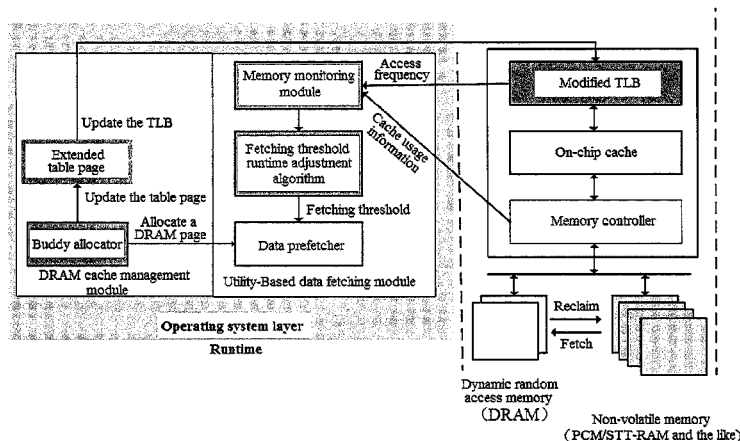 Access
frequency
Memory monitoring
module
Modified TLB
Update the TLB
Cache usage
information
Extended
table page
Fetching threshold
runtime adjustment
algorithm
On-chip cache
Update the table page
Fetching threshold
Allocate a
DRAM page
Buddy allocator
Data prefetcher
Memory controller
DRAM cache management
module
Utility-Based data fetching module
Operating system layer
Runtime
Reclaim
Fetch
Dynamic random
access memory
(DRAM)
Non-volatile memory
(PCM/STT-RAM and the like)